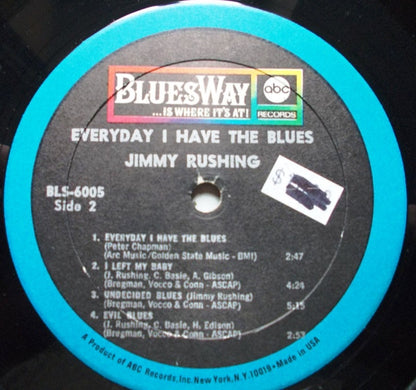 BLUESWAY
...IS WHERE IT'S AT!
abc
RECORDS
EVERYDAY I HAVE THE BLUES
JIMMY RUSHING
$
BLS-6005
Side 2
1. EVERYDAY I HAVE THE BLUES
(Peter Chapman)
(Arc Music/Golden State Music - BMI) 2:47
2. I LEFT MY BABY
(J. Rushing, C. Basie, A. Gibson)
(Bregman, Vocco & Conn - ASCAP) 4:24
3. UNDECIDED BLUES (Jimmy Rushing)
(Bregman, Vocco & Conn - ASCAP) 5:15
4. EVIL BLUES
(J. Rushing, C. Basie, H. Edison)
(Bregman, Vocco & Conn - ASCAP) 2:53
A Product of ABC Records, Inc. New York, N.Y. 10019 • Made in USA